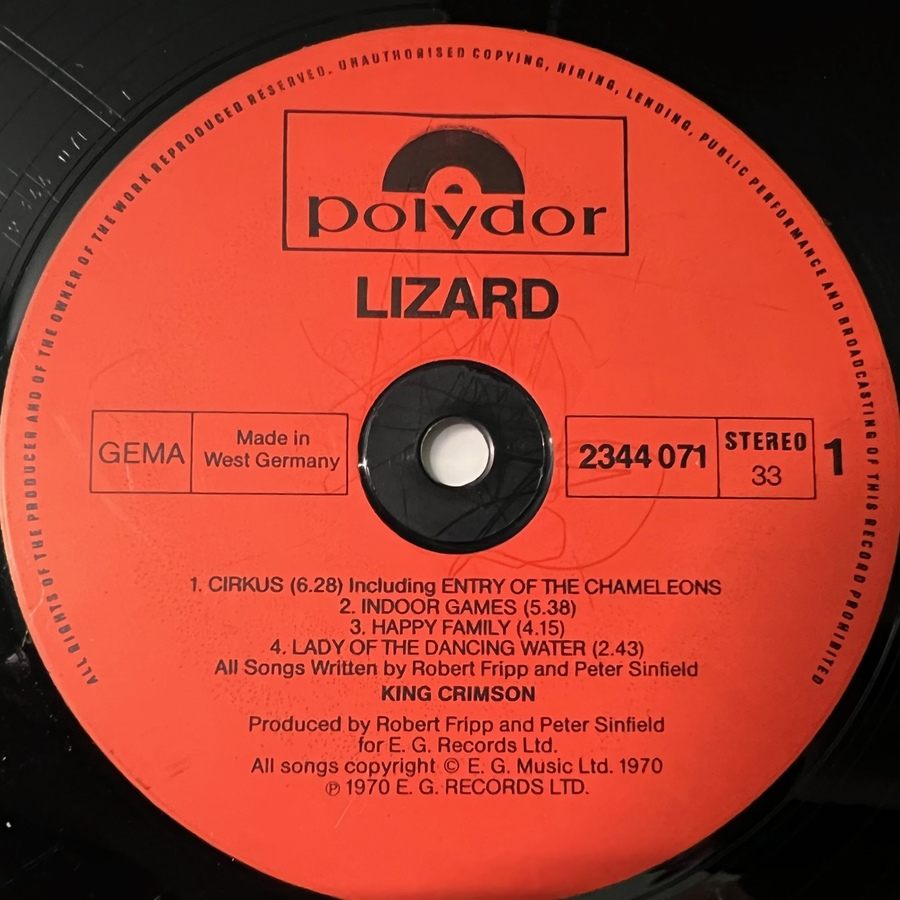 ALL RIGHTS OF THE PRODUCER AND OF THE OWNER OF THE WORK REPRODUCED RESERVED. UNAUTHORISED COPYING, HIRING, LENDING, PUBLIC PERFORMANCE AND BROADCASTING OF THIS RECORD PROHIBITED
polydor
LIZARD
GEMA
Made in
West Germany
2344 071
STEREO
33
1
1. CIRKUS (6.28) Including ENTRY OF THE CHAMELEONS
2. INDOOR GAMES (5.38)
3. HAPPY FAMILY (4.15)
4. LADY OF THE DANCING WATER (2.43)
All Songs Written by Robert Fripp and Peter Sinfield
KING CRIMSON
Produced by Robert Fripp and Peter Sinfield
for E. G. Records Ltd.
All songs copyright © E. G. Music Ltd. 1970
℗ 1970 E. G. RECORDS LTD.